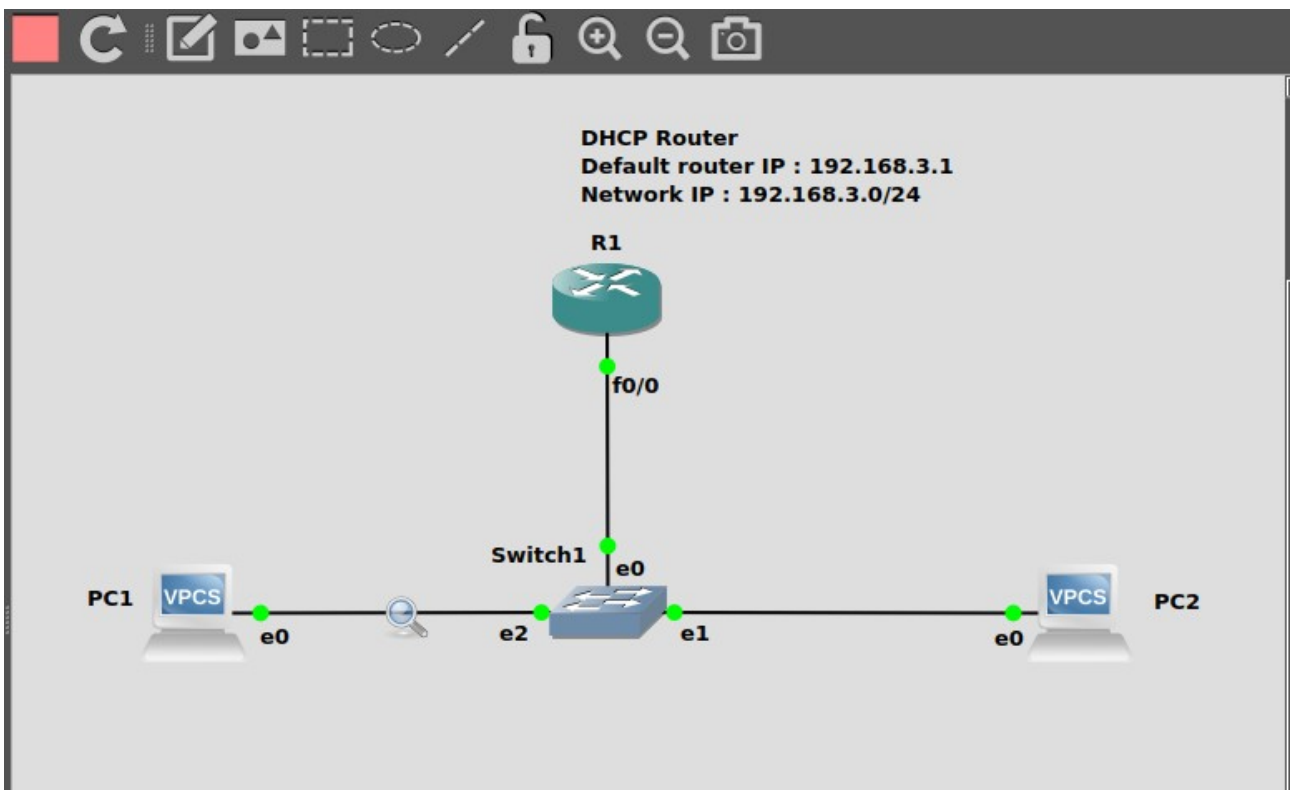 DHCP Router
Default router IP : 192.168.3.1
Network IP : 192.168.3.0/24
R1
f0/0
Switch1
e0
PC1
VPCS
e0
e2
e1
e0
VPCS
PC2